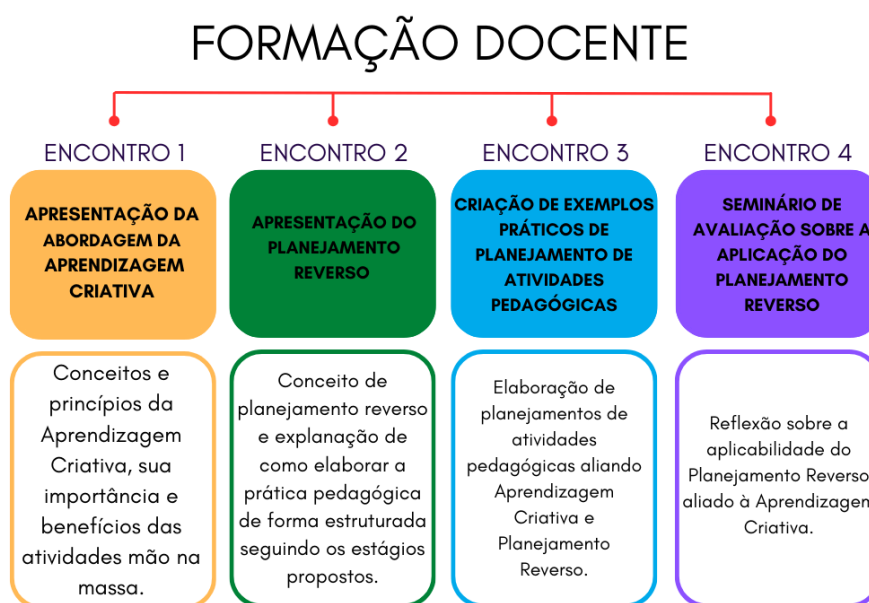 FORMAÇÃO DOCENTE
ENCONTRO 1
APRESENTAÇÃO DA
ABORDAGEM DA
APRENDIZAGEM
CRIATIVA
Conceitos e
princípios da
Aprendizagem
Criativa, sua
importância e
benefícios das
atividades mão na
massa.
ENCONTRO 2
APRESENTAÇÃO DO
PLANEJAMENTO
REVERSO
Conceito de
planejamento reverso
e explanação de
como elaborar a
prática pedagógica
de forma estruturada
seguindo os estágios
propostos.
ENCONTRO 3
CRIAÇÃO DE EXEMPLOS
PRÁTICOS DE
PLANEJAMENTO DE
ATIVIDADES
PEDAGÓGICAS
Elaboração de
planejamentos de
atividades
pedagógicas aliando
Aprendizagem
Criativa e
Planejamento
Reverso.
ENCONTRO 4
SEMINÁRIO DE
AVALIAÇÃO SOBRE A
APLICAÇÃO DO
PLANEJAMENTO
REVERSO
Reflexão sobre a
aplicabilidade do
Planejamento Reverso
aliado à Aprendizagem
Criativa.